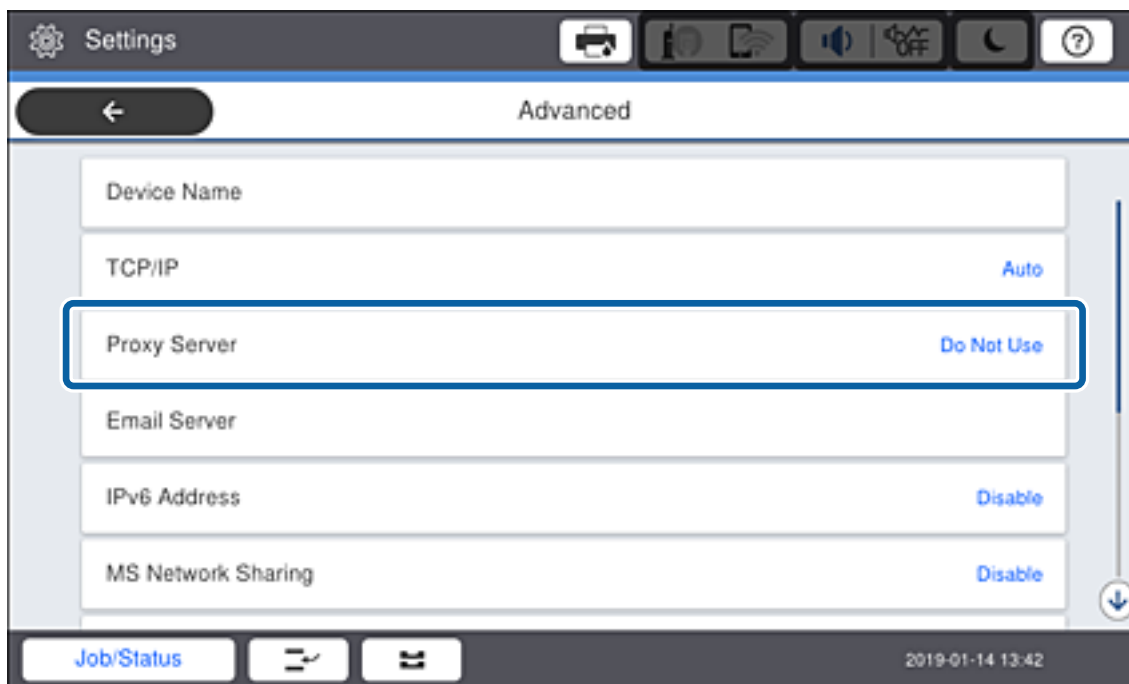 Settings
OFF
?
Advanced
Device Name
TCP/IP Auto
Proxy Server Do Not Use
Email Server
IPv6 Address Disable
MS Network Sharing Disable
Job/Status 2019-01-14 13:42